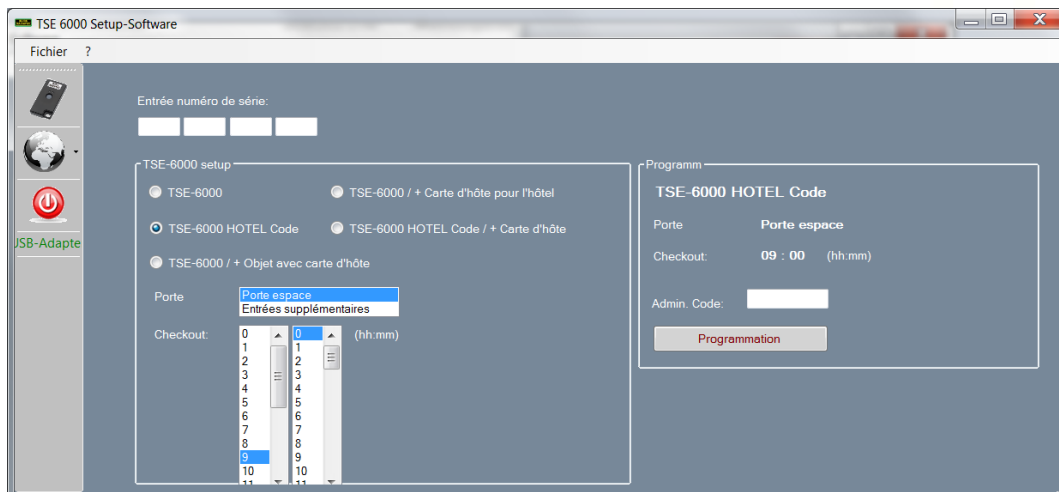 TSE 6000 Setup-Software
Fichier ?
Entrée numéro de série:
TSE-6000 setup
TSE-6000
TSE-6000 / + Carte d'hôte pour l'hôtel
TSE-6000 HOTEL Code
TSE-6000 HOTEL Code / + Carte d'hôte
TSE-6000 / + Objet avec carte d'hôte
Porte
Porte espace
Entrées supplémentaires
Checkout:
0 0 (hh:mm)
1 1
2 2
3 3
4 4
5 5
6 6
7 7
8 8
9 9
10 10
11 11
Programm
TSE-6000 HOTEL Code
Porte Porte espace
Checkout: 09 : 00 (hh:mm)
Admin. Code:
Programmation
JSB-Adapte